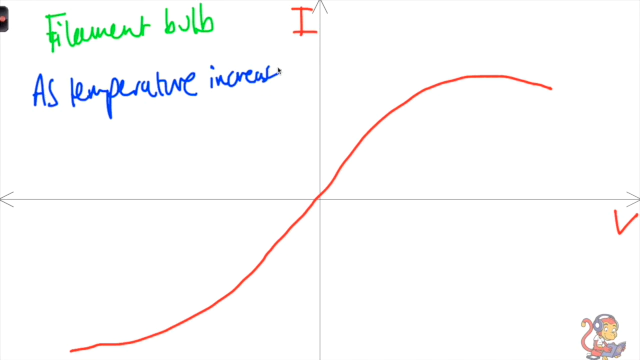 Filament bulb
I
As temperature increas
V